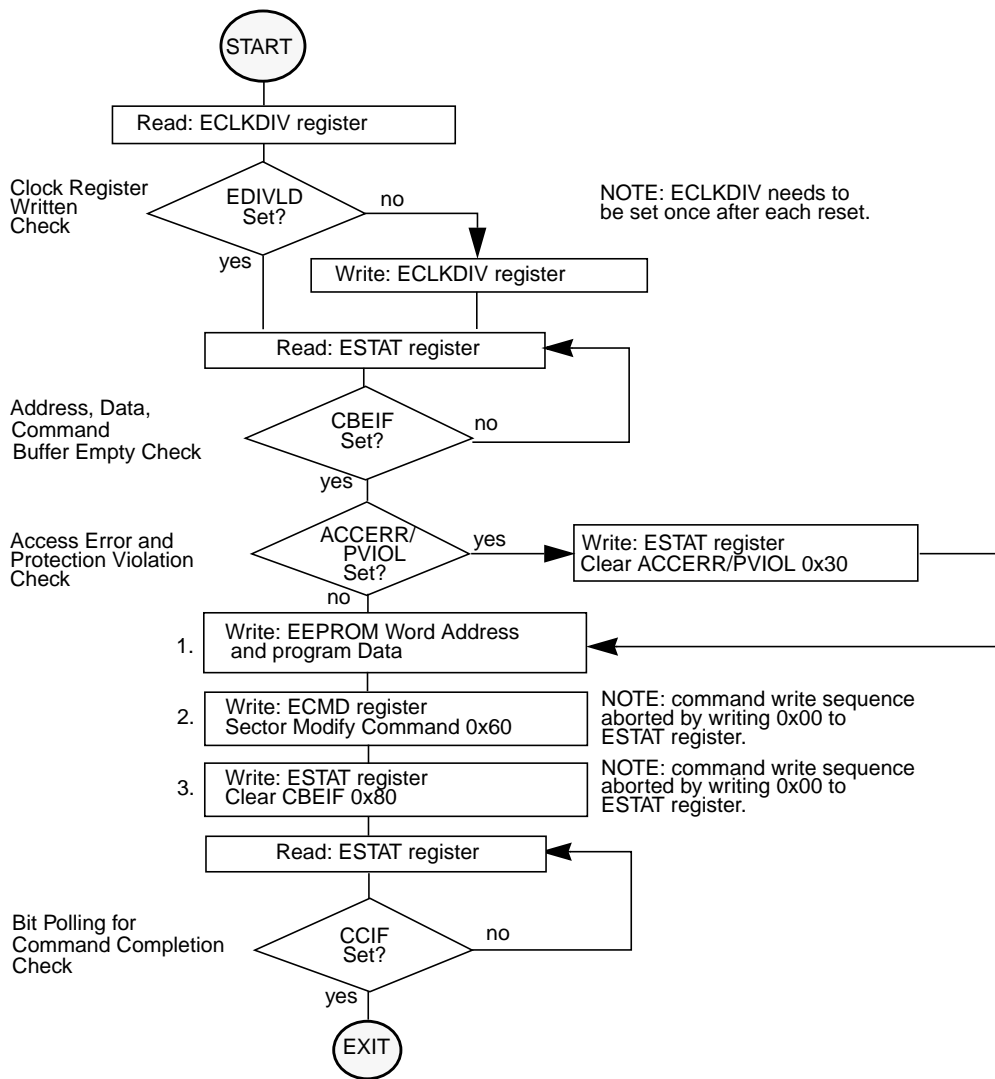 START
Read: ECLKDIV register
Clock Register
Written
Check
EDIVLD
Set?
no
yes
NOTE: ECLKDIV needs to
be set once after each reset.
Write: ECLKDIV register
Read: ESTAT register
Address, Data,
Command
Buffer Empty Check
CBEIF
Set?
no
yes
Access Error and
Protection Violation
Check
ACCERR/
PVIOL
Set?
yes
no
Write: ESTAT register
Clear ACCERR/PVIOL 0x30
1.
Write: EEPROM Word Address
and program Data
2.
Write: ECMD register
Sector Modify Command 0x60
NOTE: command write sequence
aborted by writing 0x00 to
ESTAT register.
3.
Write: ESTAT register
Clear CBEIF 0x80
NOTE: command write sequence
aborted by writing 0x00 to
ESTAT register.
Read: ESTAT register
Bit Polling for
Command Completion
Check
CCIF
Set?
no
yes
EXIT